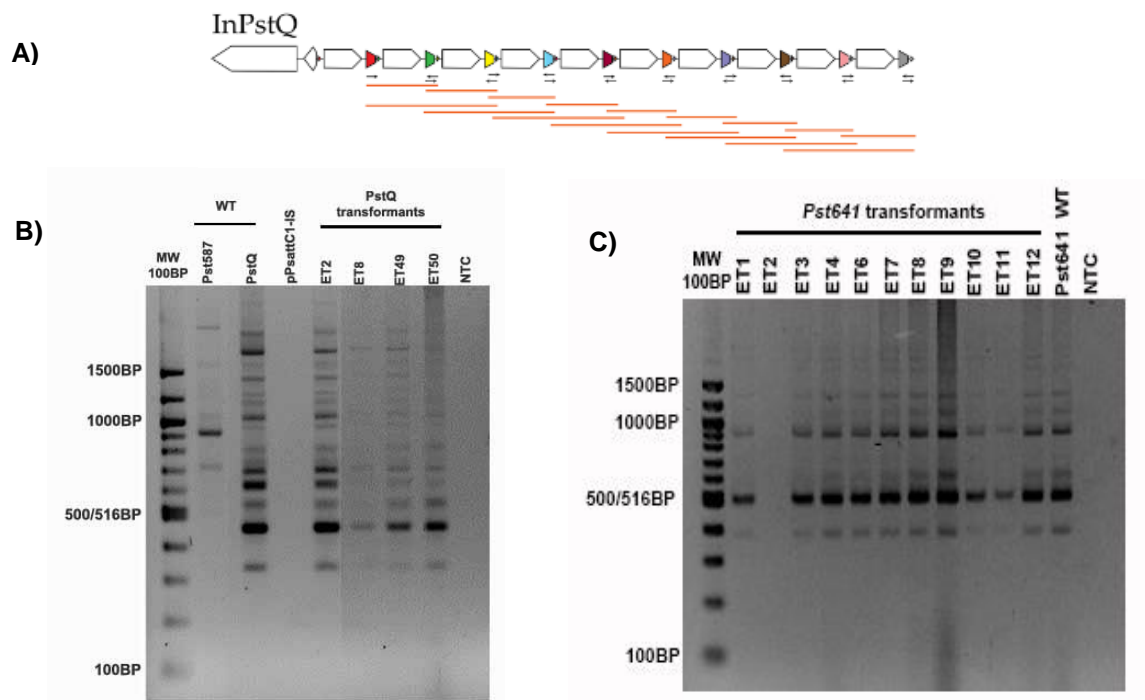 A)
InPstQ
B)
WT
PstQ
transformants
MW
100BP
Pst587
PstQ
pPsattC1-IS
ET2
ET8
ET49
ET50
NTC
1500BP
1000BP
500/516BP
100BP
C)
Pst641 transformants
MW
100BP
ET1
ET2
ET3
ET4
ET6
ET7
ET8
ET9
ET10
ET11
ET12
Pst641 WT
NTC
1500BP
1000BP
500/516BP
100BP